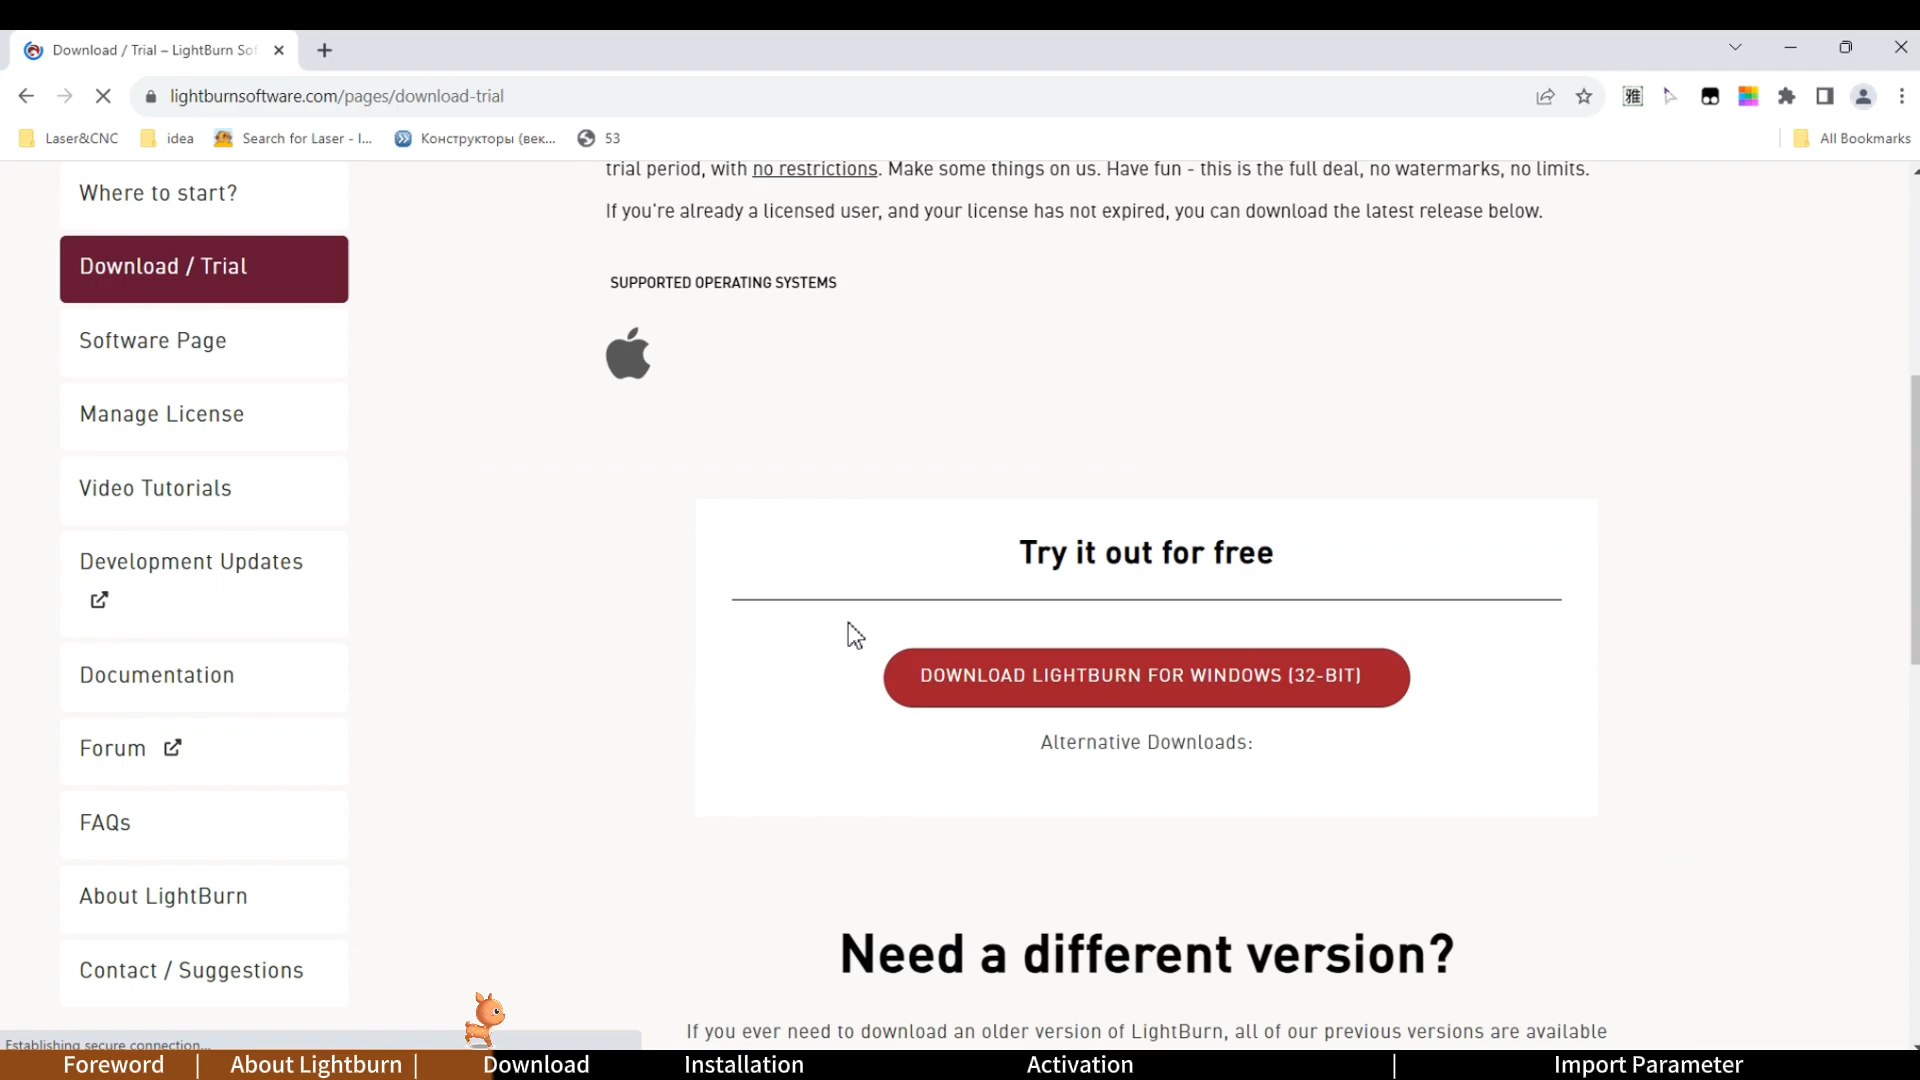 Download / Trial – LightBurn Sof
lightburnsoftware.com/pages/download-trial
Laser&CNC
idea
Search for Laser - I...
Конструкторы (век...
53
All Bookmarks
Where to start?
Download / Trial
Software Page
Manage License
Video Tutorials
Development Updates
Documentation
Forum
FAQs
About LightBurn
Contact / Suggestions
trial period, with no restrictions. Make some things on us. Have fun - this is the full deal, no watermarks, no limits.
If you're already a licensed user, and your license has not expired, you can download the latest release below.
SUPPORTED OPERATING SYSTEMS
Try it out for free
DOWNLOAD LIGHTBURN FOR WINDOWS (32-BIT)
Alternative Downloads:
Need a different version?
If you ever need to download an older version of LightBurn, all of our previous versions are available
Establishing secure connection...
Foreword | About Lightburn | Download Installation Activation | Import Parameter